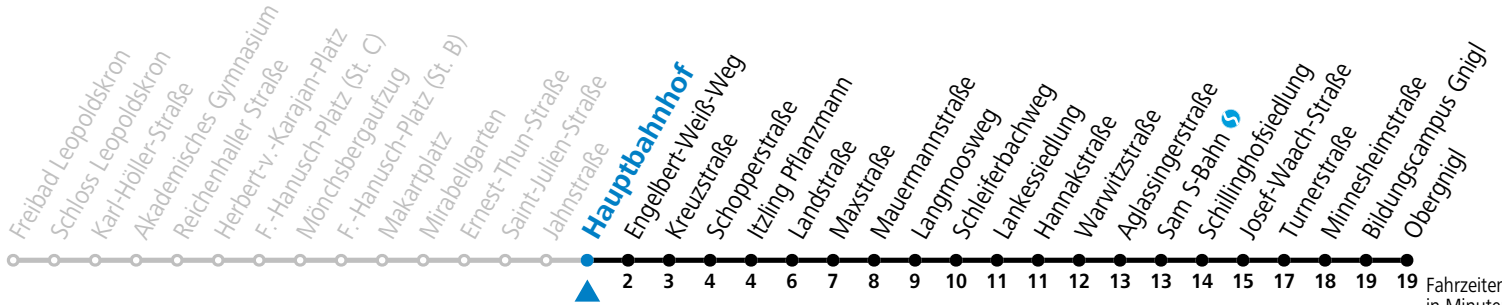 Freibad Leopoldskron
Schloss Leopoldskron
Karl-Höller-Straße
Akademisches Gymnasium
Reichenhaller Straße
Herbert-v.-Karajan-Platz
F.-Hanusch-Platz (St. C)
Mönchsbergaufzug
F.-Hanusch-Platz (St. B)
Makartplatz
Mirabellgarten
Ernest-Thun-Straße
Saint-Julien-Straße
Jahnstraße
Hauptbahnhof
Engelbert-Weiß-Weg
Kreuzstraße
Schopperstraße
Itzling Pflanzmann
Landstraße
Maxstraße
Mauermannstraße
Langmoosweg
Schleiferbachweg
Lankessiedlung
Hannakstraße
Warwitzstraße
Aglassingerstraße
Sam S-Bahn
Schillinghofsiedlung
Josef-Waach-Straße
Turnerstraße
Minnesheimstraße
Bildungscampus Gnigl
Obergnigl
2 3 4 4 6 7 8 9 10 11 11 12 13 13 14 15 17 18 19 19 Fahrzeiten
in Minute